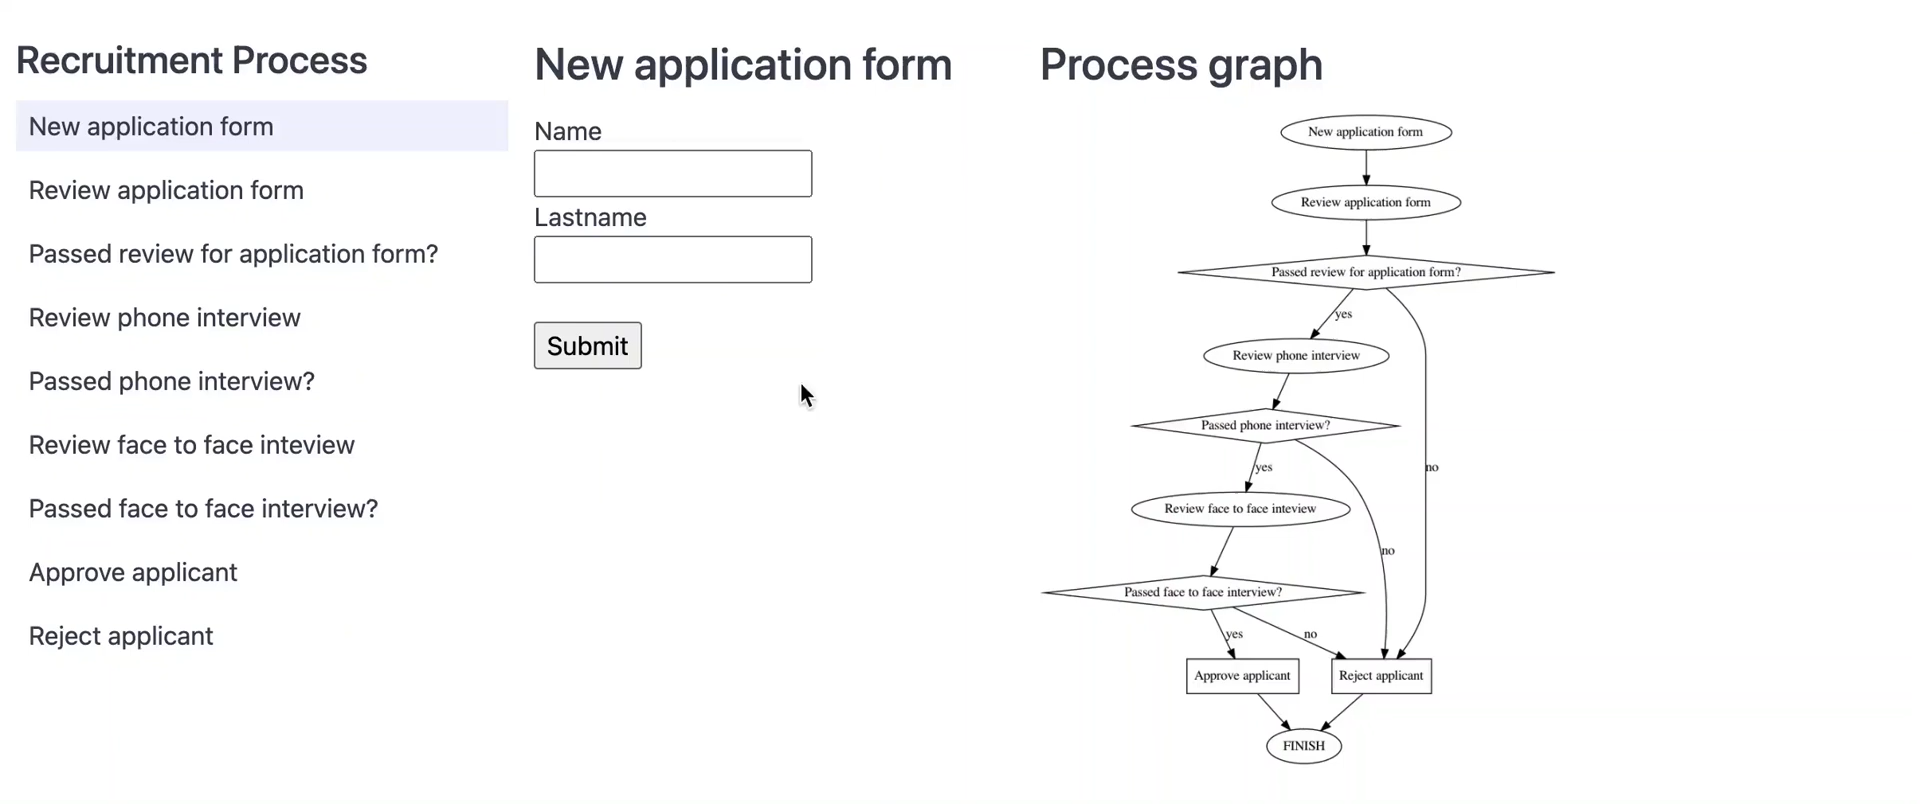 Recruitment Process
New application form
Review application form
Passed review for application form?
Review phone interview
Passed phone interview?
Review face to face inteview
Passed face to face interview?
Approve applicant
Reject applicant
New application form
Name
Lastname
Submit
Process graph
New application form
Review application form
Passed review for application form?
yes
Review phone interview
Passed phone interview?
yes
no
Review face to face inteview
no
Passed face to face interview?
yes
no
Approve applicant
Reject applicant
FINISH